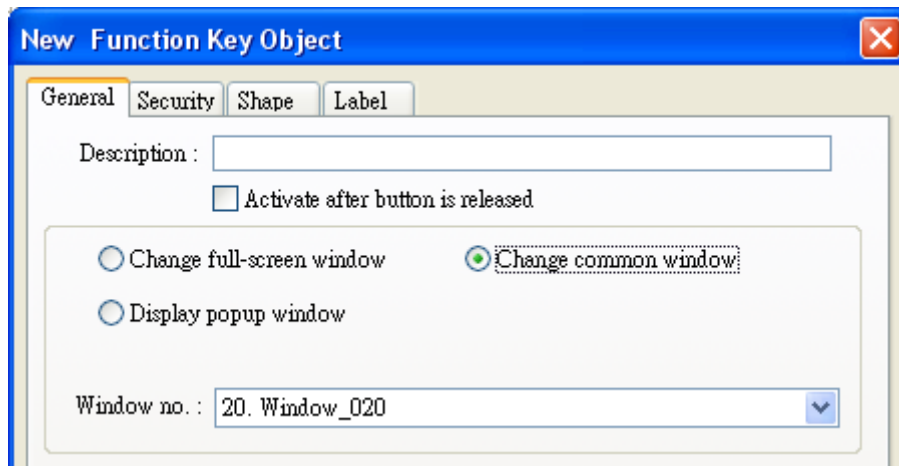 New Function Key Object
General Security Shape Label
Description :
Activate after button is released
Change full-screen window Change common window
Display popup window
Window no. : 20. Window_020